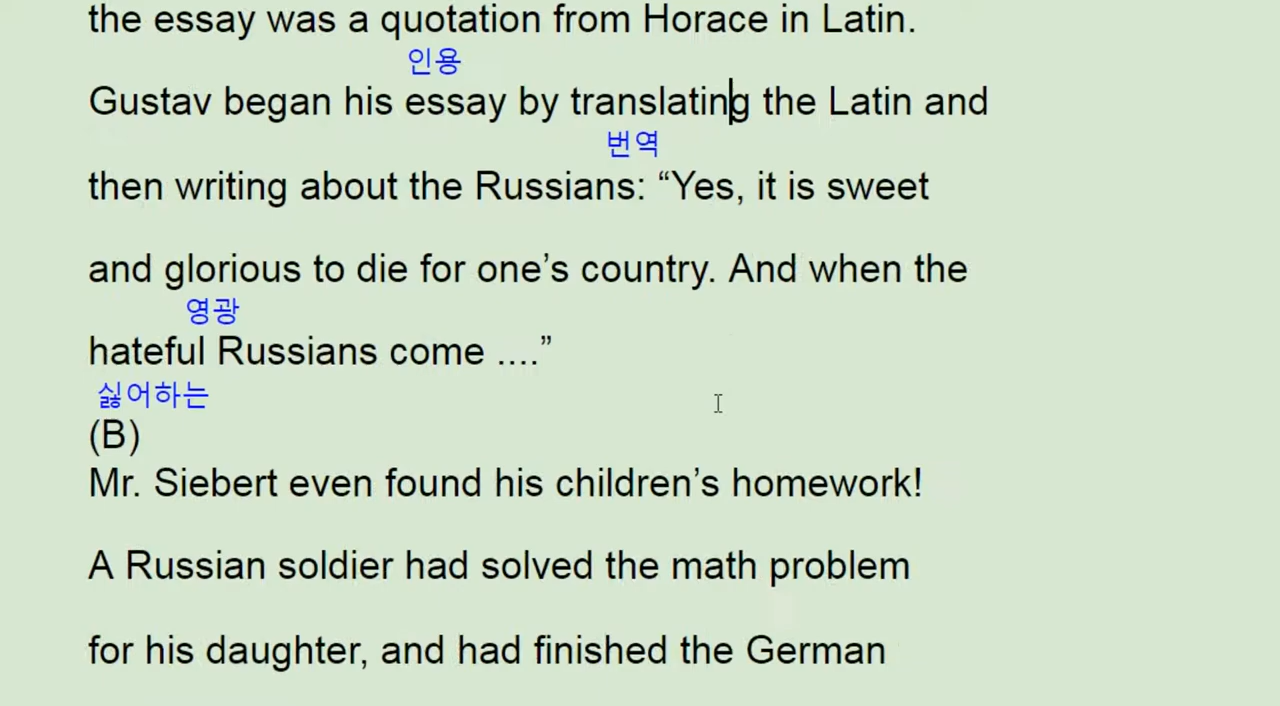 the essay was a quotation from Horace in Latin.
인용
Gustav began his essay by translating the Latin and
번역
then writing about the Russians: “Yes, it is sweet
and glorious to die for one’s country. And when the
영광
hateful Russians come ....”
싫어하는
(B)
Mr. Siebert even found his children’s homework!
A Russian soldier had solved the math problem
for his daughter, and had finished the German